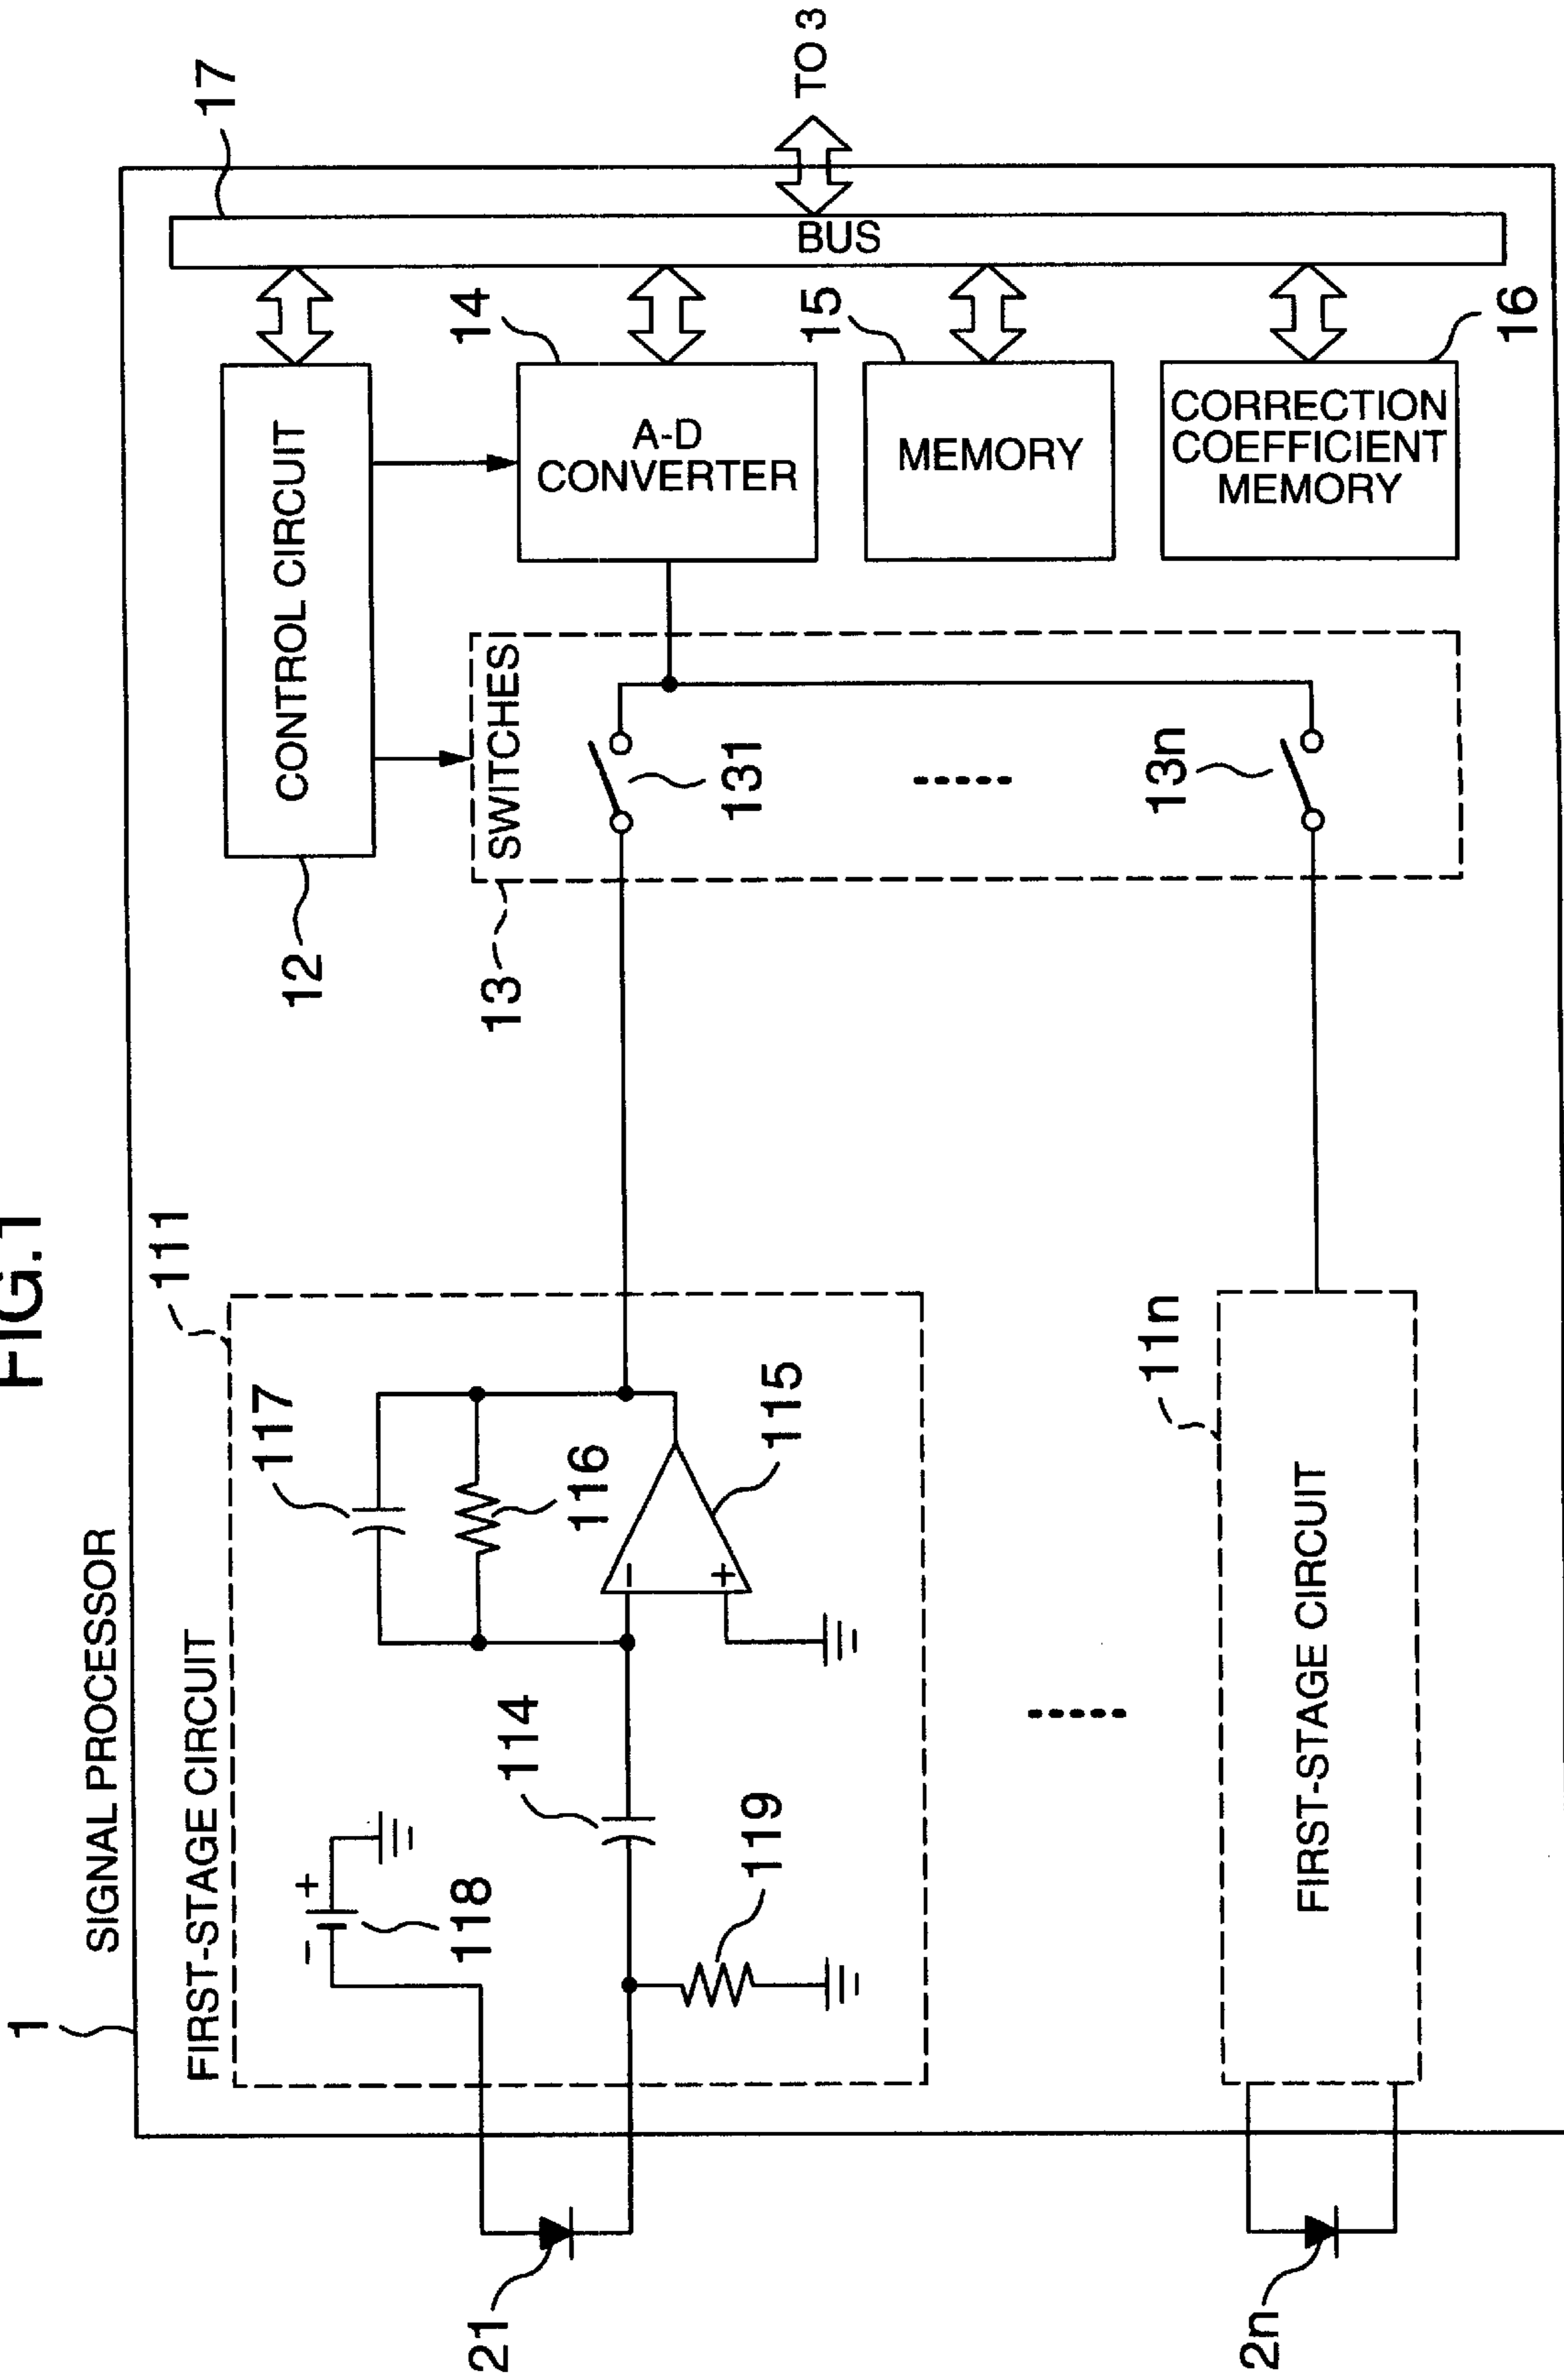 FIG.1
1
SIGNAL PROCESSOR
FIRST-STAGE CIRCUIT
111
- +
118
117
116
114
- +
115
119
21
12
CONTROL CIRCUIT
17
13
SWITCHES
131
13n
14
A-D
CONVERTER
15
MEMORY
CORRECTION
COEFFICIENT
MEMORY
16
BUS
TO 3
11n
FIRST-STAGE CIRCUIT
2n